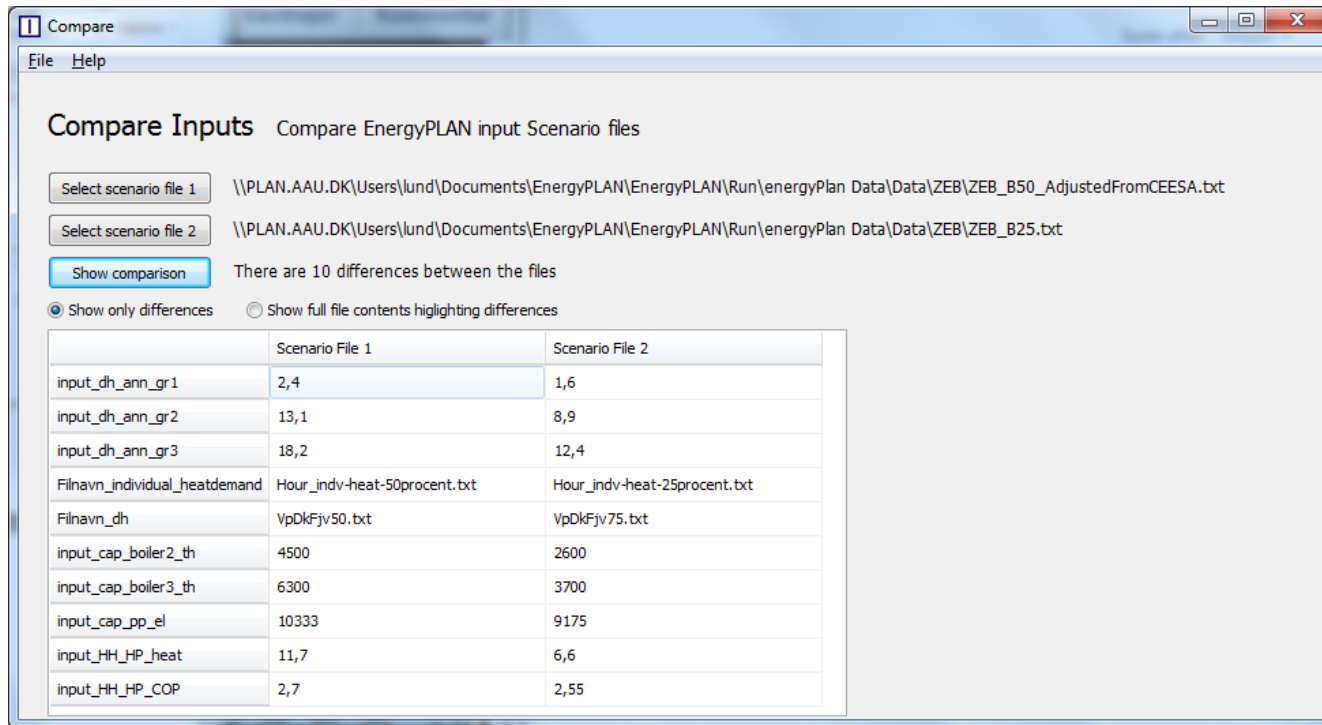 Compare
File Help
Compare Inputs Compare EnergyPLAN input Scenario files
Select scenario file 1 \\PLAN.AAU.DK\Users\lund\Documents\EnergyPLAN\EnergyPLAN\Run\energyPlan Data\Data\ZEB\ZEB_B50_AdjustedFromCEESA.txt
Select scenario file 2 \\PLAN.AAU.DK\Users\lund\Documents\EnergyPLAN\EnergyPLAN\Run\energyPlan Data\Data\ZEB\ZEB_B25.txt
Show comparison There are 10 differences between the files
Show only differences Show full file contents higlighting differences
Scenario File 1 Scenario File 2
input_dh_ann_gr1 2,4 1,6
input_dh_ann_gr2 13,1 8,9
input_dh_ann_gr3 18,2 12,4
Filnavn_individual_heatdemand Hour_indv-heat-50procent.txt Hour_indv-heat-25procent.txt
Filnavn_dh VpDkFjv50.txt VpDkFjv75.txt
input_cap_boiler2_th 4500 2600
input_cap_boiler3_th 6300 3700
input_cap_pp_el 10333 9175
input_HH_HP_heat 11,7 6,6
input_HH_HP_COP 2,7 2,55